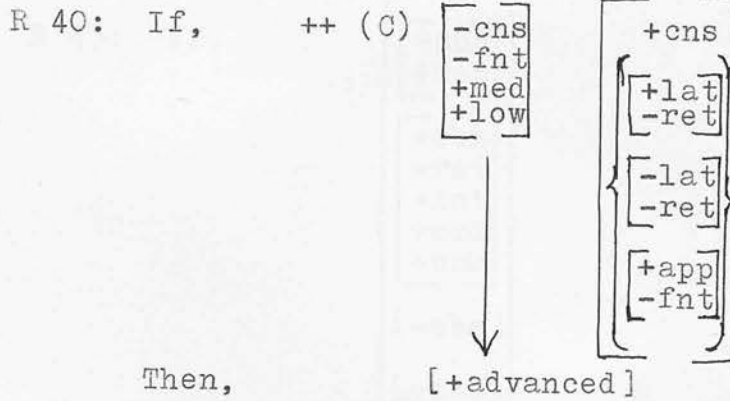 R 40: If, ++ (C) [-cns +cns
-fnt [+lat
+med -ret]
+low] [-lat
-ret]
[+app
-fnt]
Then, [+advanced]